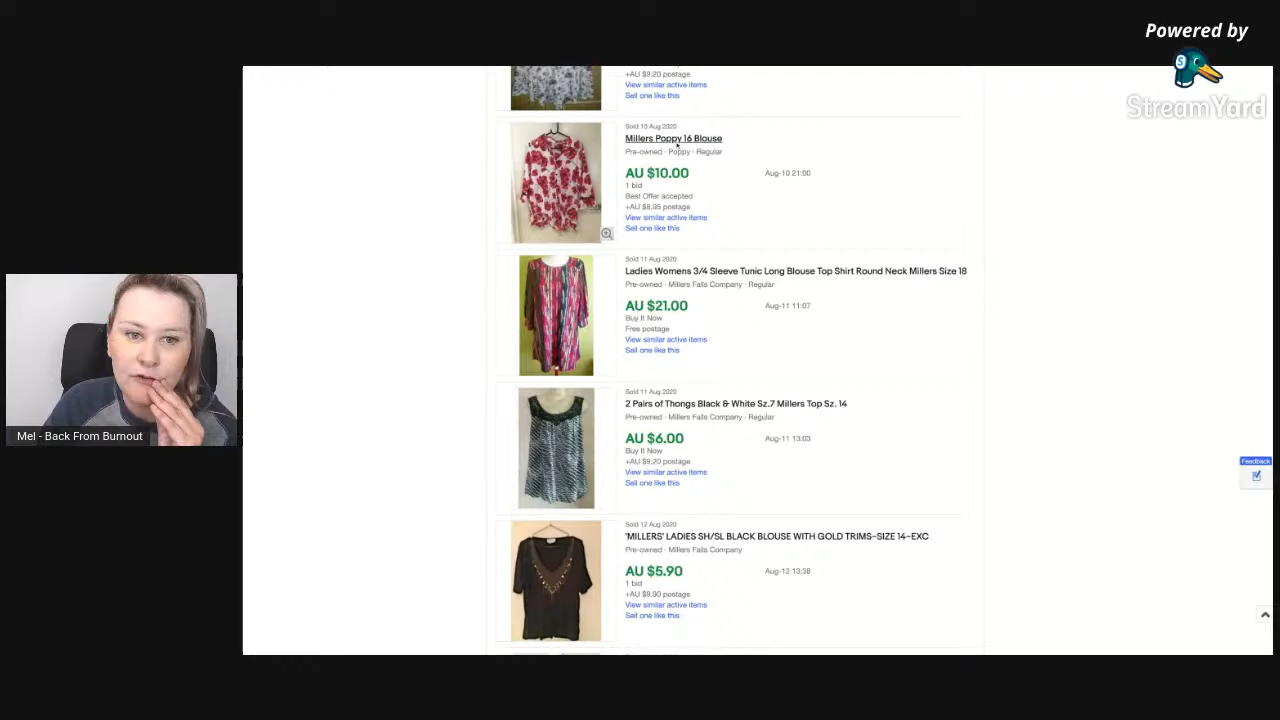 Powered by
S
StreamYard
+AU $9.20 postage
View similar active items
Sell one like this
Sold 10 Aug 2020
Millers Poppy 16 Blouse
Pre-owned · Poppy · Regular
AU $10.00
Aug-10 21:00
1 bid
Best Offer accepted
+AU $8.95 postage
View similar active items
Sell one like this
Sold 11 Aug 2020
Ladies Womens 3/4 Sleeve Tunic Long Blouse Top Shirt Round Neck Millers Size 18
Pre-owned · Millers Falls Company · Regular
AU $21.00
Aug-11 11:07
Buy It Now
Free postage
View similar active items
Sell one like this
Sold 11 Aug 2020
2 Pairs of Thongs Black & White Sz.7 Millers Top Sz. 14
Pre-owned · Millers Falls Company · Regular
AU $6.00
Aug-11 13:03
Buy It Now
+AU $9.20 postage
View similar active items
Sell one like this
Sold 12 Aug 2020
'MILLERS' LADIES SH/SL BLACK BLOUSE WITH GOLD TRIMS-SIZE 14-EXC
Pre-owned · Millers Falls Company
AU $5.90
Aug-12 13:38
1 bid
+AU $9.90 postage
View similar active items
Sell one like this
Feedback
Mel - Back From Burnout